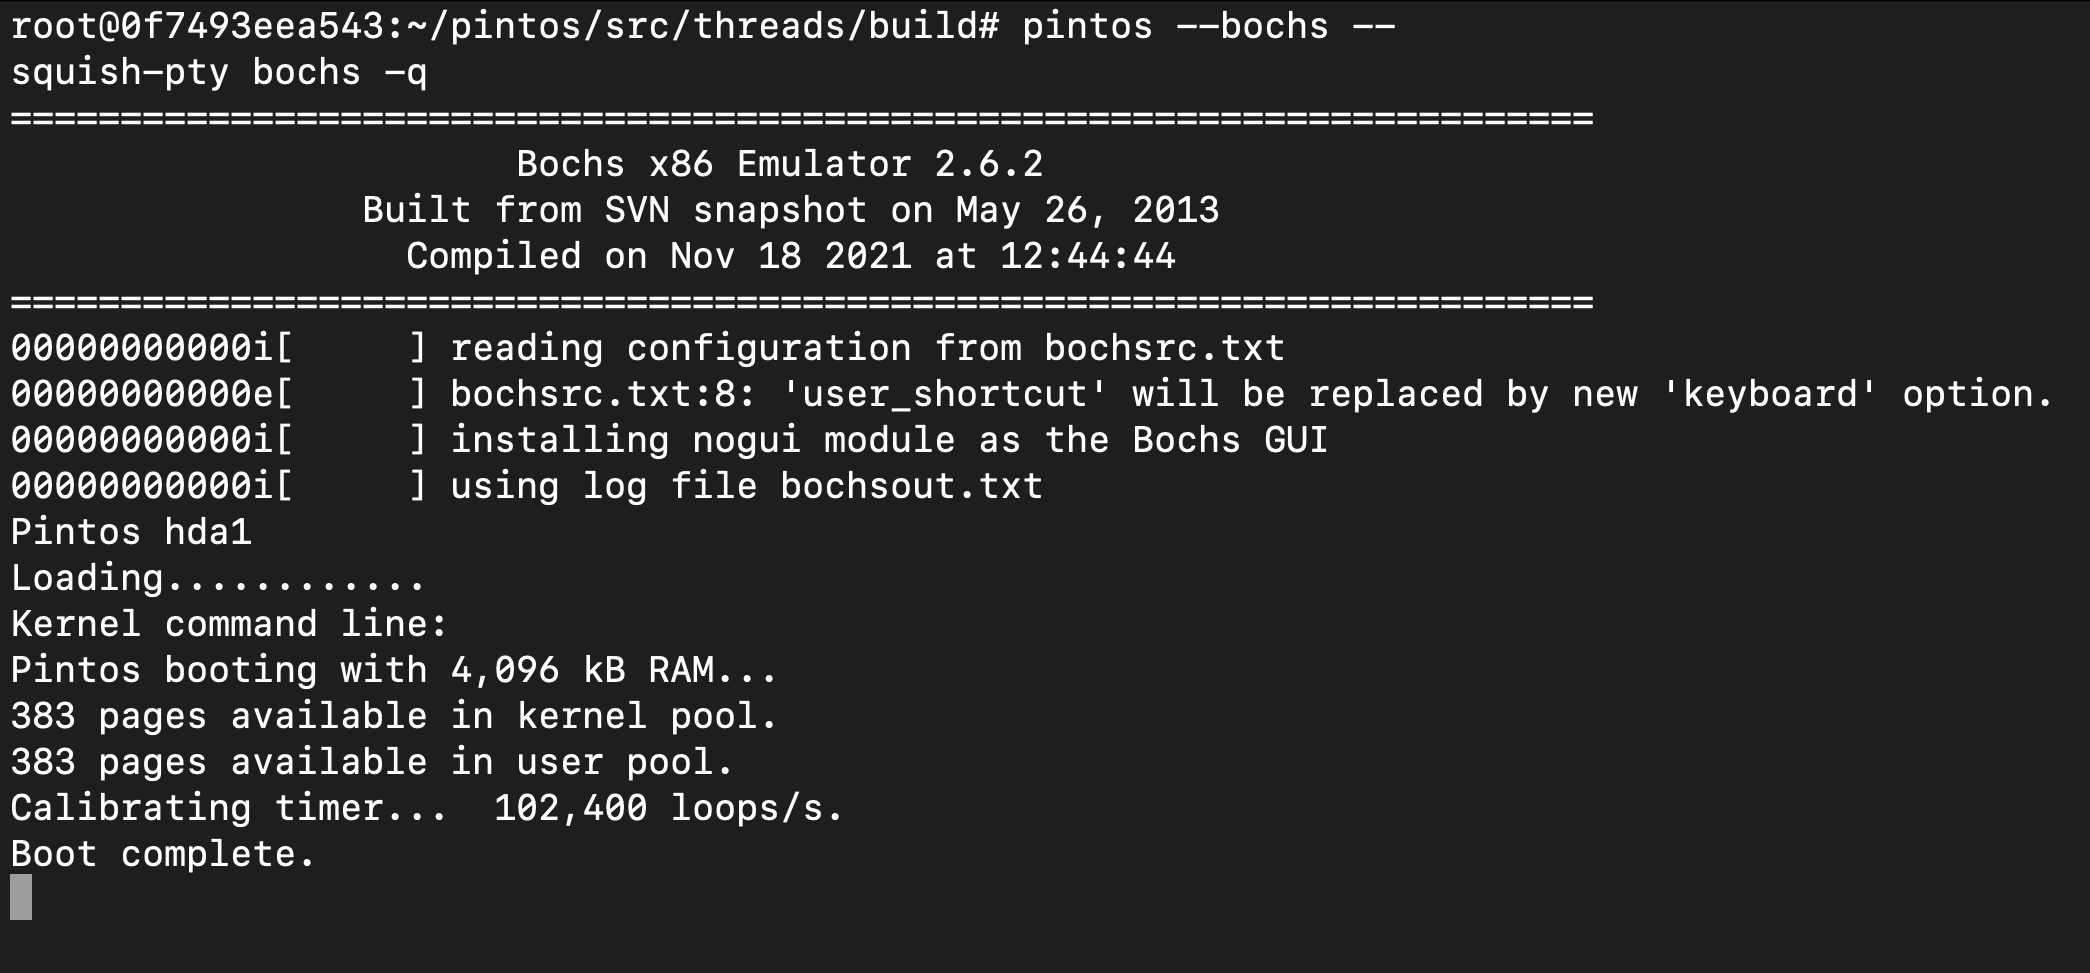 root@0f7493eea543:~/pintos/src/threads/build# pintos --bochs --
squish-pty bochs -q
========================================================================
Bochs x86 Emulator 2.6.2
Built from SVN snapshot on May 26, 2013
Compiled on Nov 18 2021 at 12:44:44
========================================================================
00000000000i[     ] reading configuration from bochsrc.txt
00000000000e[     ] bochsrc.txt:8: 'user_shortcut' will be replaced by new 'keyboard' option.
00000000000i[     ] installing nogui module as the Bochs GUI
00000000000i[     ] using log file bochsout.txt
Pintos hda1
Loading............
Kernel command line:
Pintos booting with 4,096 kB RAM...
383 pages available in kernel pool.
383 pages available in user pool.
Calibrating timer...  102,400 loops/s.
Boot complete.